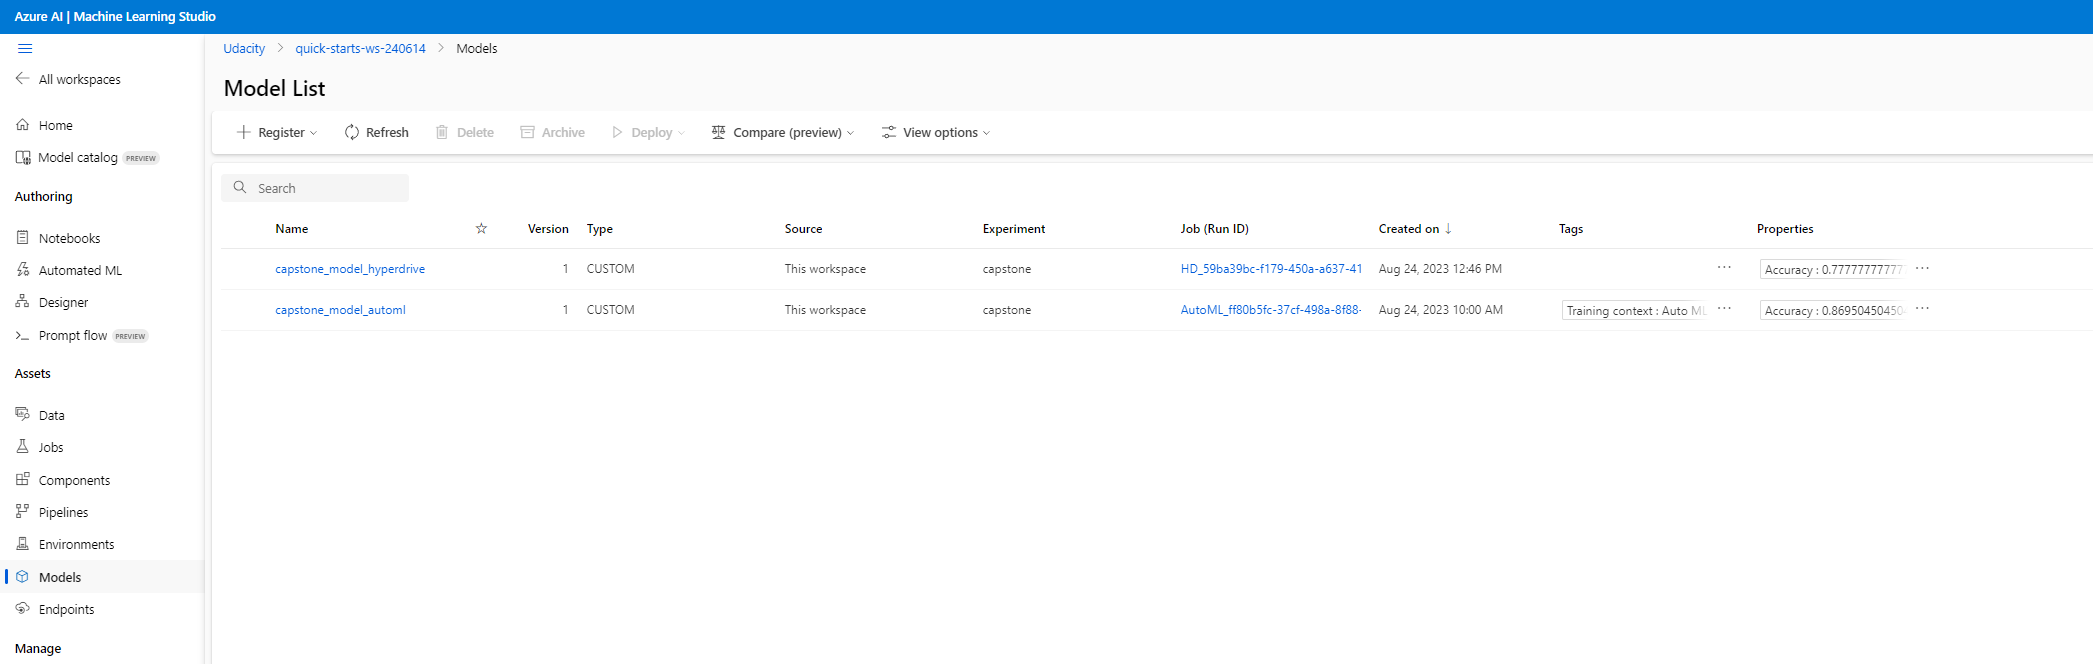 Azure AI | Machine Learning Studio
All workspaces
Home
Model catalog PREVIEW
Authoring
Notebooks
Automated ML
Designer
Prompt flow PREVIEW
Assets
Data
Jobs
Components
Pipelines
Environments
Models
Endpoints
Manage
Udacity > quick-starts-ws-240614 > Models
Model List
Register Refresh Delete Archive Deploy Compare (preview) View options
Search
Name Version Type Source Experiment Job (Run ID) Created on ↓ Tags Properties
capstone_model_hyperdrive 1 CUSTOM This workspace capstone HD_59ba39bc-f179-450a-a637-41 Aug 24, 2023 12:46 PM ... Accuracy : 0.77777777777 ...
capstone_model_automl 1 CUSTOM This workspace capstone AutoML_ff80b5fc-37cf-498a-8f88- Aug 24, 2023 10:00 AM Training context : Auto ML ... Accuracy : 0.86950450450 ...